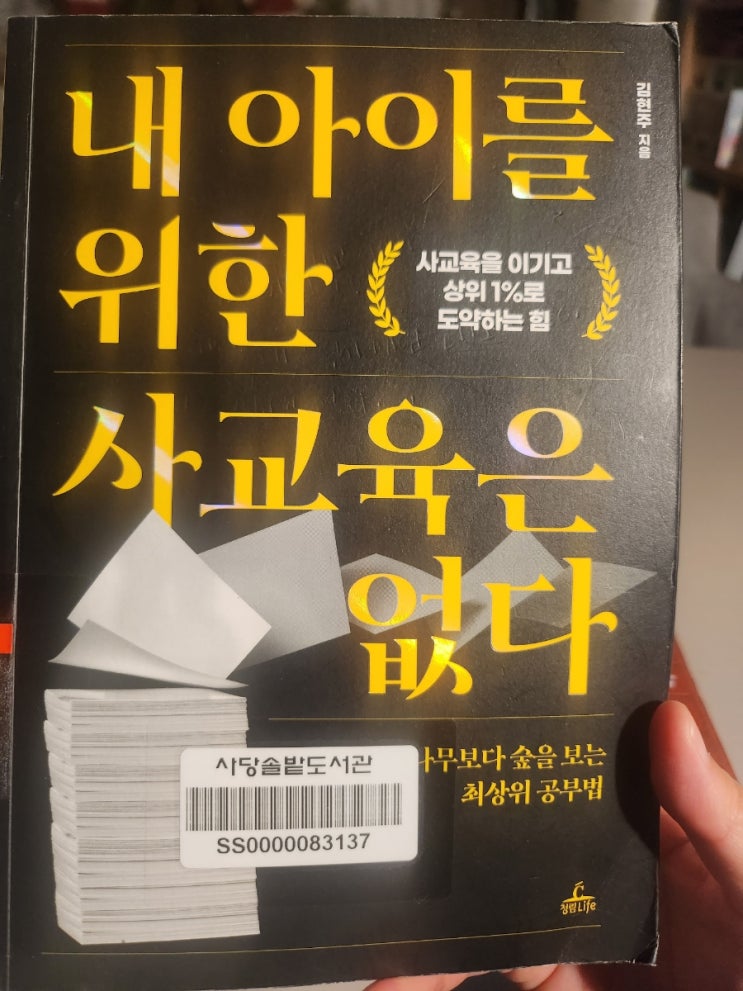 내 아이를
위한
사교육은
없다
김현주 지음
사교육을 이기고
상위 1%로
도약하는 힘
보다 숲을 보는
최상위 공부법
사당솔밭도서관
SS0000083137
청림Life